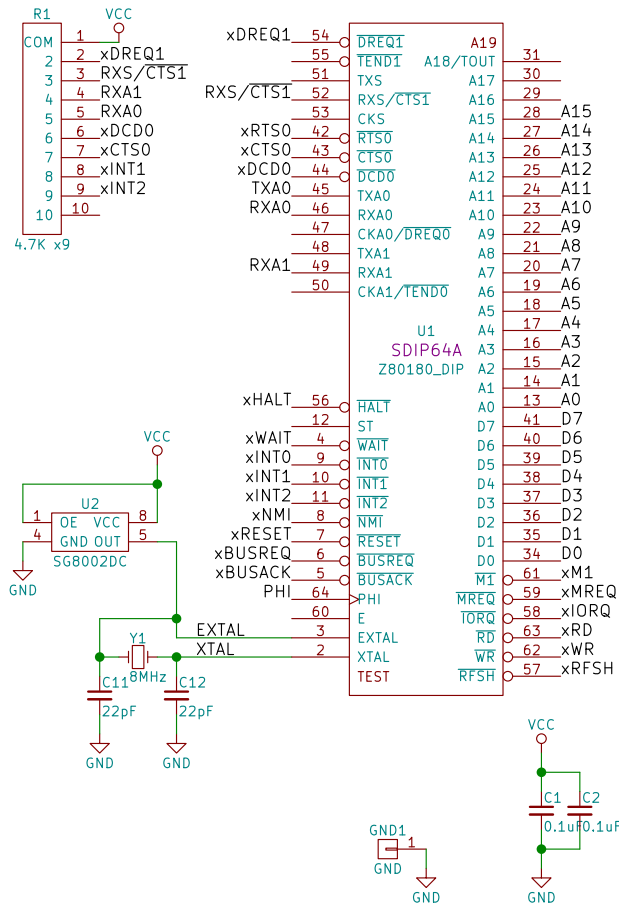 R1
VCC
COM 1
2 2 xDREQ1
3 3 RXS/CTS1
4 4 RXA1
5 5 RXA0
6 6 xDCD0
7 7 xCTS0
8 8 xINT1
9 9 xINT2
10 10
4.7K x9
xDREQ1 54 DREQ1
55 TEND1
51 TXS
RXS/CTS1 52 RXS/CTS1
53 CKS
xRTS0 42 RTS0
xCTS0 43 CTS0
xDCD0 44 DCD0
TXA0 45 TXA0
RXA0 46 RXA0
47 CKA0/DREQ0
48 TXA1
RXA1 49 RXA1
50 CKA1/TEND0
U1
SDIP64A
Z80180_DIP
xHALT 56 HALT
12 ST
xWAIT 4 WAIT
xINT0 9 INT0
xINT1 10 INT1
xINT2 11 INT2
xNMI 8 NMI
xRESET 7 RESET
xBUSREQ 6 BUSREQ
xBUSACK 5 BUSACK
PHI 64 PHI
60 E
EXTAL 3 EXTAL
XTAL 2 XTAL
TEST
A19
A18/TOUT 31
A17 30
A16 29
A15 28 A15
A14 27 A14
A13 26 A13
A12 25 A12
A11 24 A11
A10 23 A10
A9 22 A9
A8 21 A8
A7 20 A7
A6 19 A6
A5 18 A5
A4 17 A4
A3 16 A3
A2 15 A2
A1 14 A1
A0 13 A0
D7 41 D7
D6 40 D6
D5 39 D5
D4 38 D4
D3 37 D3
D2 36 D2
D1 35 D1
D0 34 D0
M1 61 xM1
MREQ 59 xMREQ
IORQ 58 xIORQ
RD 63 xRD
WR 62 xWR
RFSH 57 xRFSH
VCC
U2
1 OE VCC 8
4 GND OUT 5
SG8002DC
GND
Y1
8MHz
C11
22pF
C12
22pF
GND
GND
VCC
C1
0.1uF
C2
0.1uF
GND
GND1
1
GND